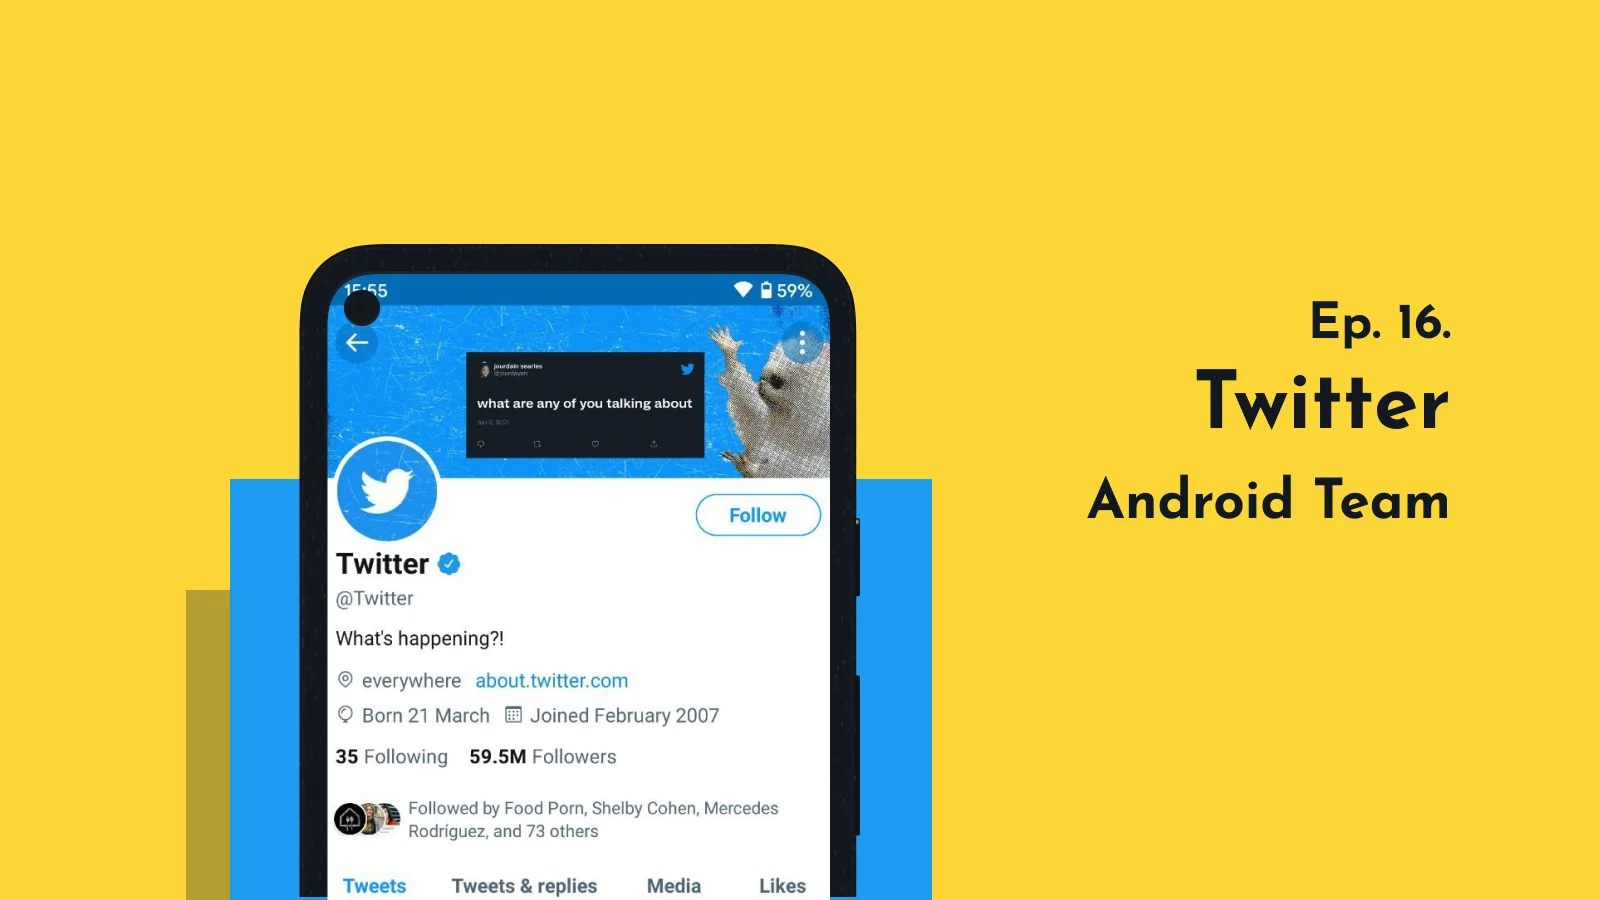 15:55
59%
jourdain searles
@jourdayen
what are any of you talking about
Follow
Twitter
@Twitter
What's happening?!
everywhere about.twitter.com
Born 21 March Joined February 2007
35 Following 59.5M Followers
Followed by Food Porn, Shelby Cohen, Mercedes
Rodríguez, and 73 others
Tweets Tweets & replies Media Likes
Ep. 16.
Twitter
Android Team